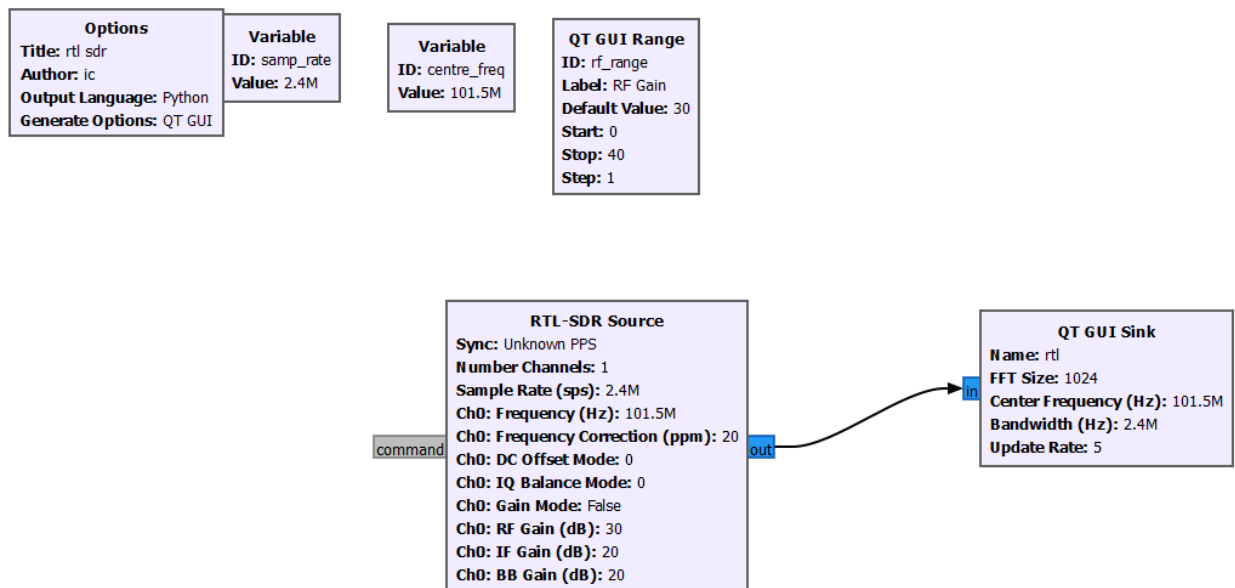 Options
Title: rtl sdr
Author: ic
Output Language: Python
Generate Options: QT GUI
Variable
ID: samp_rate
Value: 2.4M
Variable
ID: centre_freq
Value: 101.5M
QT GUI Range
ID: rf_range
Label: RF Gain
Default Value: 30
Start: 0
Stop: 40
Step: 1
RTL-SDR Source
Sync: Unknown PPS
Number Channels: 1
Sample Rate (sps): 2.4M
Ch0: Frequency (Hz): 101.5M
Ch0: Frequency Correction (ppm): 20
Ch0: DC Offset Mode: 0
Ch0: IQ Balance Mode: 0
Ch0: Gain Mode: False
Ch0: RF Gain (dB): 30
Ch0: IF Gain (dB): 20
Ch0: BB Gain (dB): 20
command
out
QT GUI Sink
Name: rtl
FFT Size: 1024
Center Frequency (Hz): 101.5M
Bandwidth (Hz): 2.4M
Update Rate: 5
in